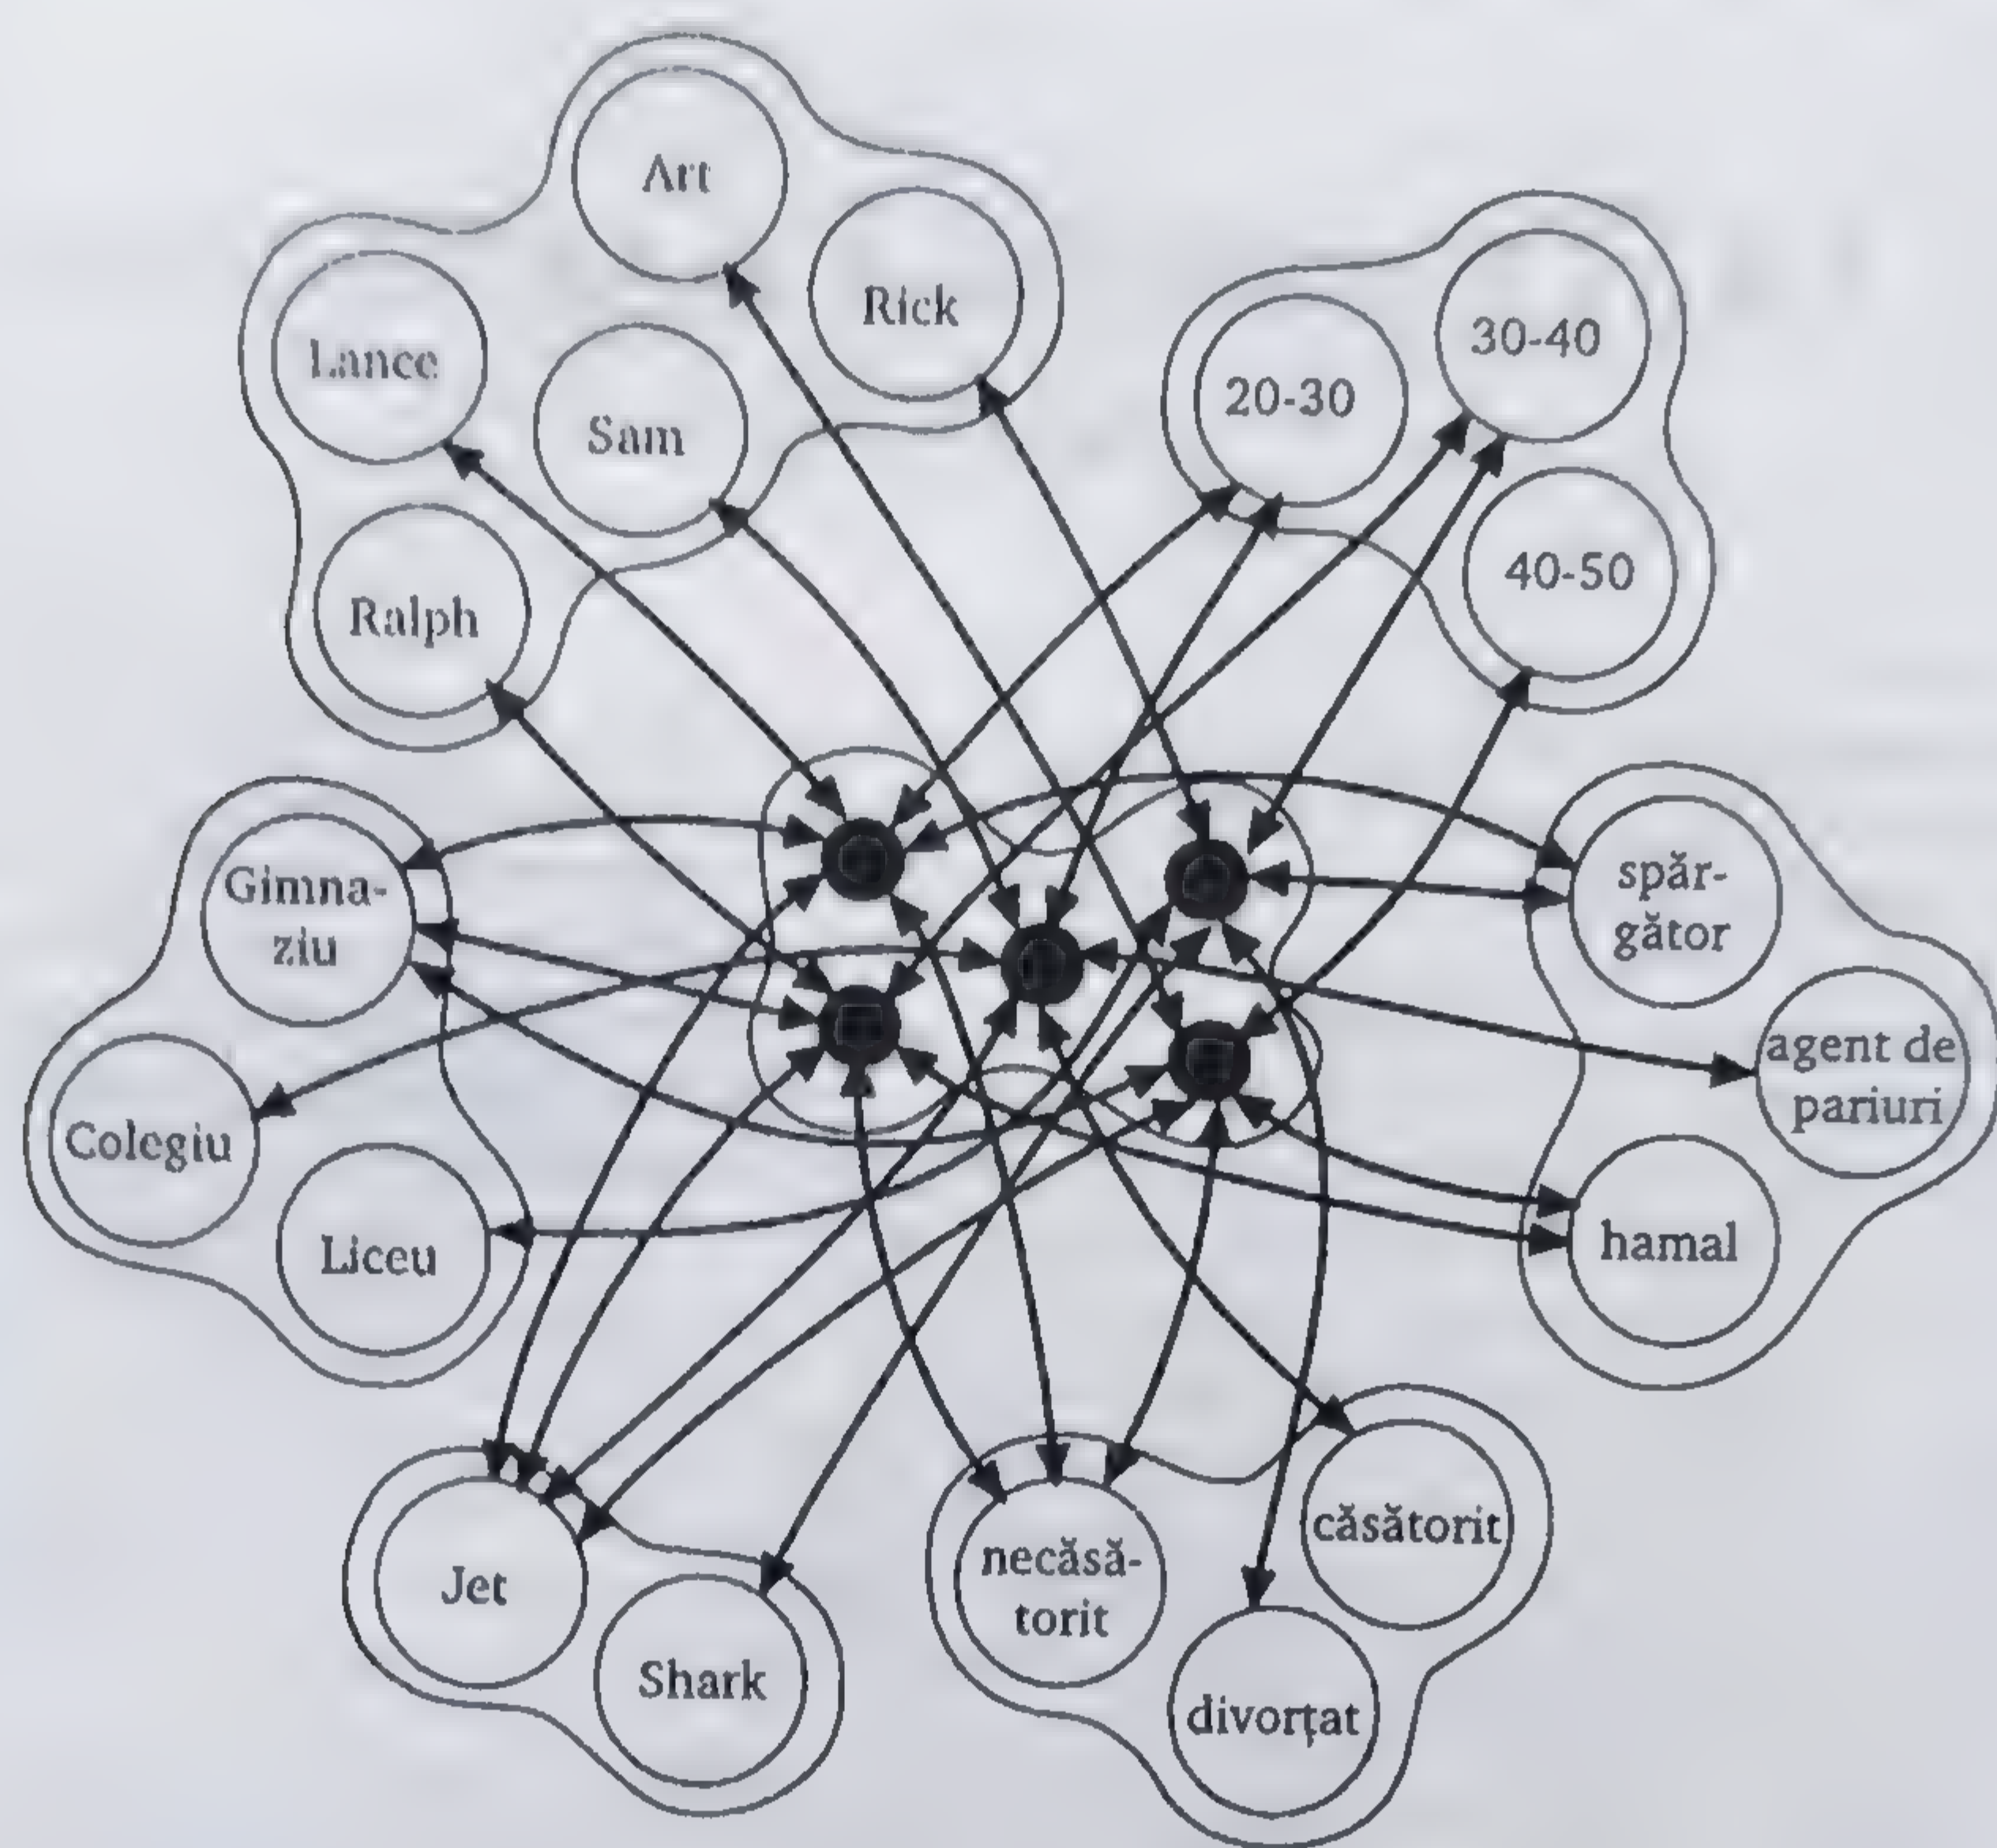 Art
Rick
Lance
Sam
Ralph
30-40
20-30
40-50
Gimna-
ziu
Colegiu
Liceu
spăr-
gător
agent de
pariuri
hamal
Jet
Shark
necăsă-
torit
căsătorit
divorțat